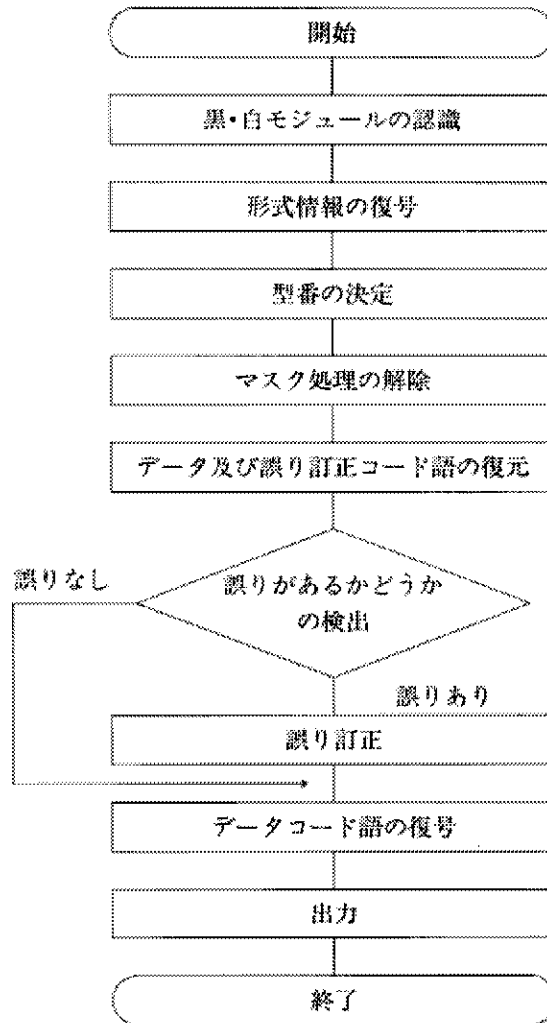 開始
黒・白モジュールの認識
形式情報の復号
型番の決定
マスク処理の解除
データ及び誤り訂正コード語の復元
誤りなし
誤りがあるかどうか
の検出
誤りあり
誤り訂正
データコード語の復号
出力
終了